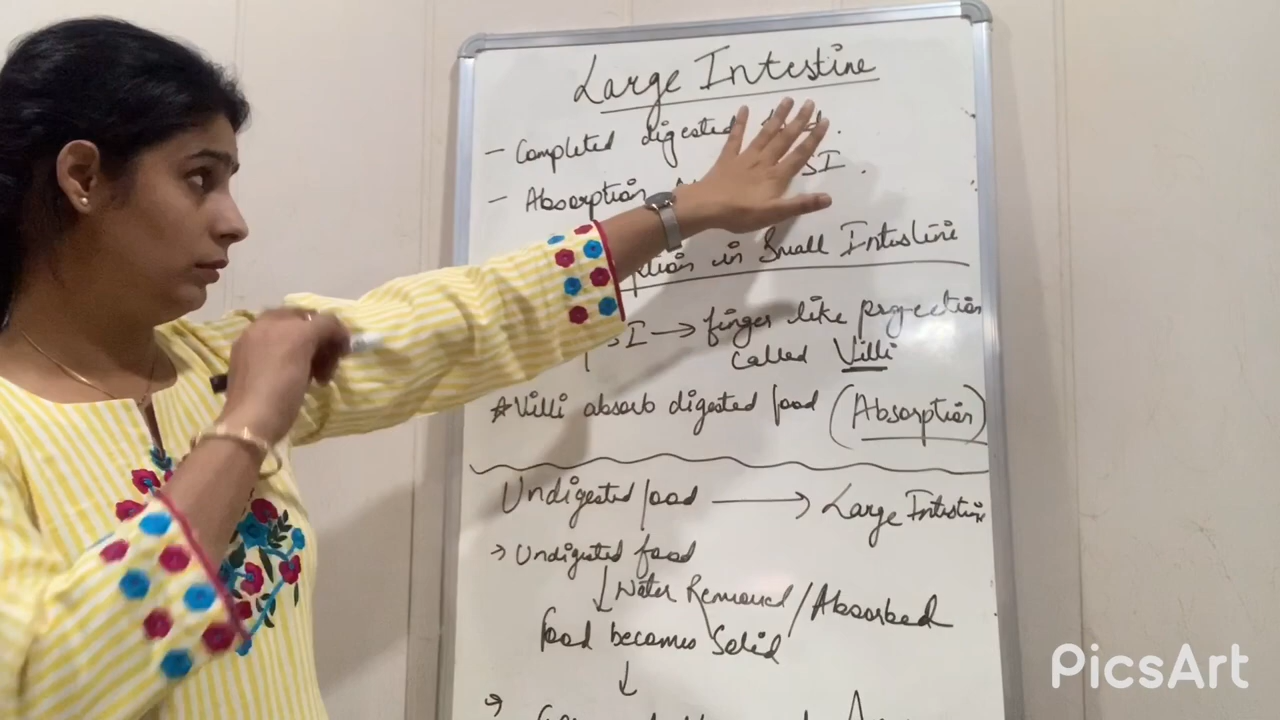 Large Intestine
- Completed digested
- Absorption SI.
in Small Intestine
SI → finger like projection
called Villi
* Villi absorb digested food (Absorption)
Undigested food → Large Intestine
→ Undigested food
↓ Water Removed / Absorbed
food becomes Solid
↓
PicsArt